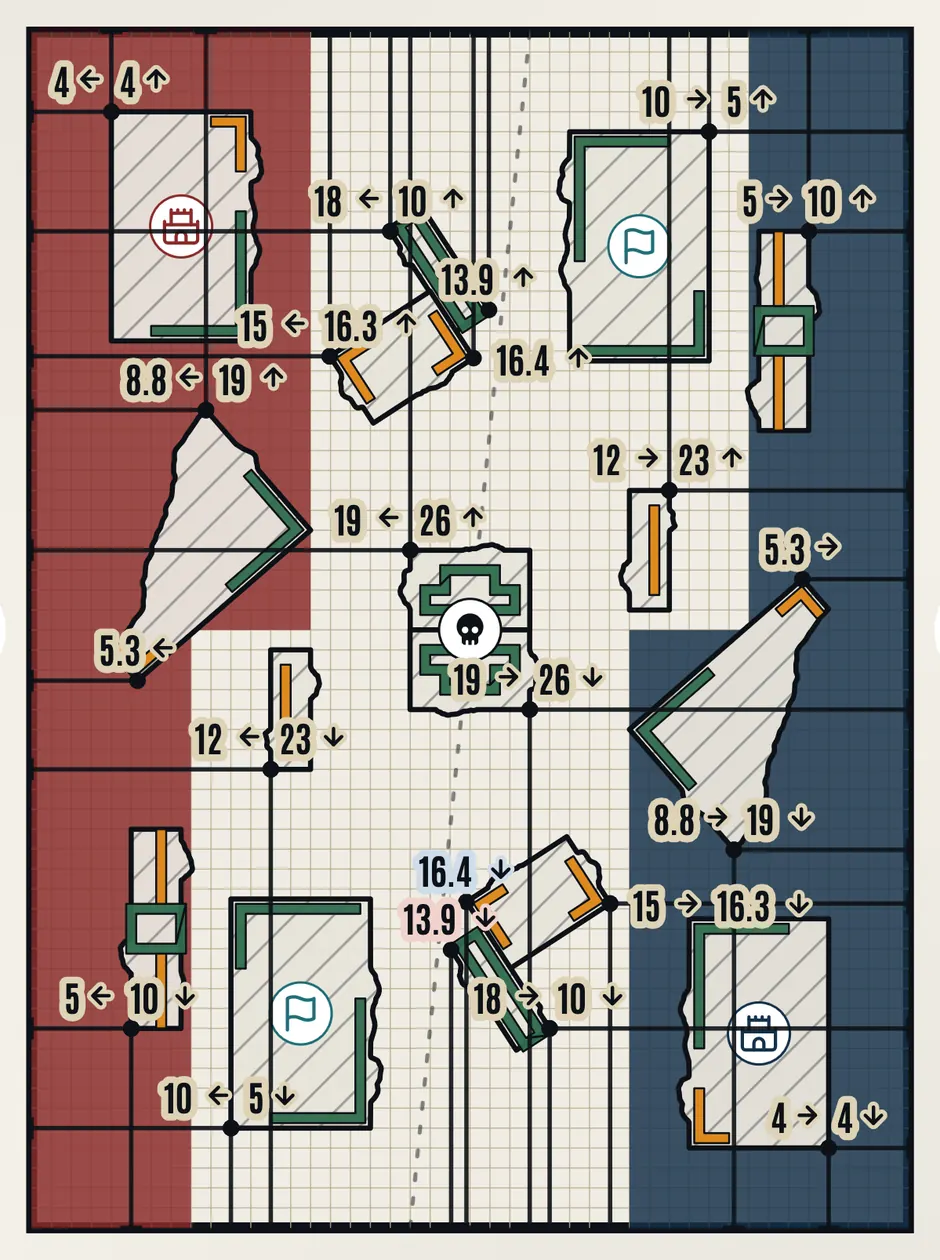 4 ← 4 ↑
10 → 5 ↑
18 ← 10 ↑
5 → 10 ↑
13.9 ↑
15 ← 16.3 ↑
16.4 ↑
8.8 ← 19 ↑
12 → 23 ↑
19 ← 26 ↑
5.3 →
5.3 ←
19 → 26 ↓
12 ← 23 ↓
8.8 → 19 ↓
16.4 ↓
13.9 ↓
15 → 16.3 ↓
5 ← 10 ↓
18 → 10 ↓
10 ← 5 ↓
4 → 4 ↓